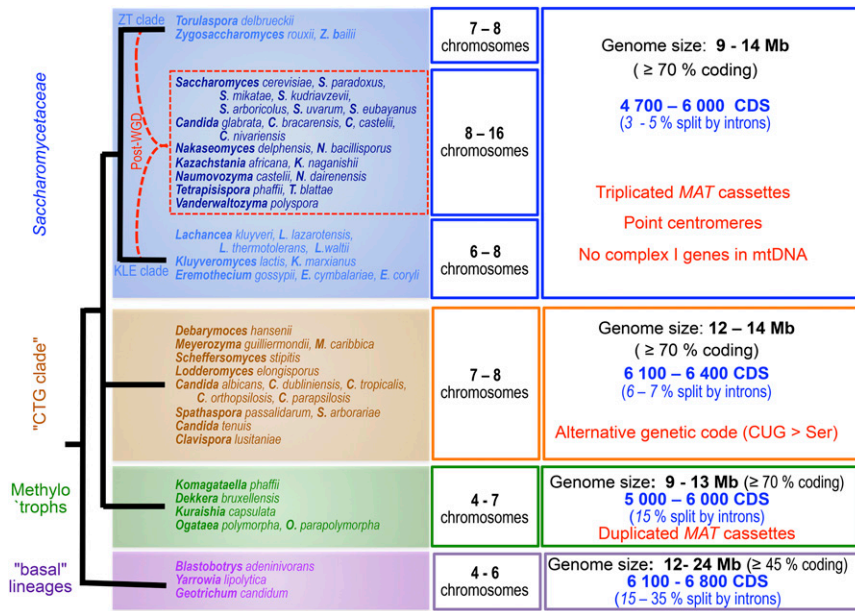 ZT clade
Torulaspora delbrueckii
Zygosaccharomyces rouxii, Z. bailii
7 – 8
chromosomes
Saccharomycetaceae
Post-WGD
Saccharomyces cerevisiae, S. paradoxus,
S. mikatae, S. kudriavzevii,
S. arboricolus, S. uvarum, S. eubayanus
Candida glabrata, C. bracarensis, C, castelii,
C. nivariensis
Nakaseomyces delphensis, N. bacillisporus
Kazachstania africana, K. naganishii
Naumovozyma castelii, N. dairenensis
Tetrapisispora phaffii, T. blattae
Vanderwaltozyma polyspora
8 – 16
chromosomes
KLE clade
Lachancea kluyveri, L. lazarotensis,
L. thermotolerans, L.waltii
Kluyveromyces lactis, K. marxianus
Eremothecium gossypii, E. cymbalariae, E. coryli
6 – 8
chromosomes
Genome size: 9 - 14 Mb
( ≥ 70 % coding)
4 700 – 6 000 CDS
(3 - 5 % split by introns)
Triplicated MAT cassettes
Point centromeres
No complex I genes in mtDNA
"CTG clade"
Debarymoces hansenii
Meyerozyma guilliermondii, M. caribbica
Scheffersomyces stipitis
Lodderomyces elongisporus
Candida albicans, C. dubliniensis, C. tropicalis,
C. orthopsilosis, C. parapsilosis
Spathaspora passalidarum, S. arborariae
Candida tenuis
Clavispora lusitaniae
7 – 8
chromosomes
Genome size: 12 – 14 Mb
( ≥ 70 % coding)
6 100 – 6 400 CDS
(6 – 7 % split by introns)
Alternative genetic code (CUG > Ser)
Methylo
`trophs
Komagataella phaffii
Dekkera bruxellensis
Kuraishia capsulata
Ogataea polymorpha, O. parapolymorpha
4 - 7
chromosomes
Genome size: 9 - 13 Mb (≥ 70 % coding)
5 000 – 6 000 CDS
(15 % split by introns)
Duplicated MAT cassettes
"basal"
lineages
Blastobotrys adeninivorans
Yarrowia lipolytica
Geotrichum candidum
4 - 6
chromosomes
Genome size: 12- 24 Mb (≥ 45 % coding)
6 100 - 6 800 CDS
(15 – 35 % split by introns)